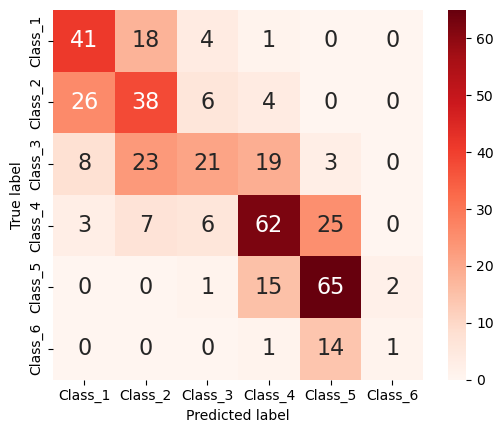 True label
Class_1
Class_2
Class_3
Class_4
Class_5
Class_6
41 18 4 1 0 0
26 38 6 4 0 0
8 23 21 19 3 0
3 7 6 62 25 0
0 0 1 15 65 2
0 0 0 1 14 1
Class_1 Class_2 Class_3 Class_4 Class_5 Class_6
Predicted label
60
50
40
30
20
10
0